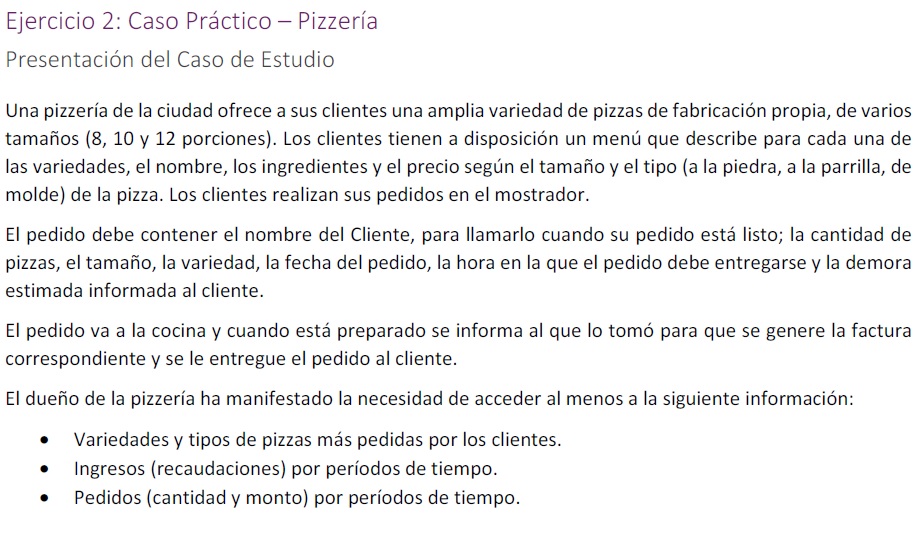 Ejercicio 2: Caso Práctico – Pizzería
Presentación del Caso de Estudio
Una pizzería de la ciudad ofrece a sus clientes una amplia variedad de pizzas de fabricación propia, de varios
tamaños (8, 10 y 12 porciones). Los clientes tienen a disposición un menú que describe para cada una de
las variedades, el nombre, los ingredientes y el precio según el tamaño y el tipo (a la piedra, a la parrilla, de
molde) de la pizza. Los clientes realizan sus pedidos en el mostrador.
El pedido debe contener el nombre del Cliente, para llamarlo cuando su pedido está listo; la cantidad de
pizzas, el tamaño, la variedad, la fecha del pedido, la hora en la que el pedido debe entregarse y la demora
estimada informada al cliente.
El pedido va a la cocina y cuando está preparado se informa al que lo tomó para que se genere la factura
correspondiente y se le entregue el pedido al cliente.
El dueño de la pizzería ha manifestado la necesidad de acceder al menos a la siguiente información:
• Variedades y tipos de pizzas más pedidas por los clientes.
• Ingresos (recaudaciones) por períodos de tiempo.
• Pedidos (cantidad y monto) por períodos de tiempo.